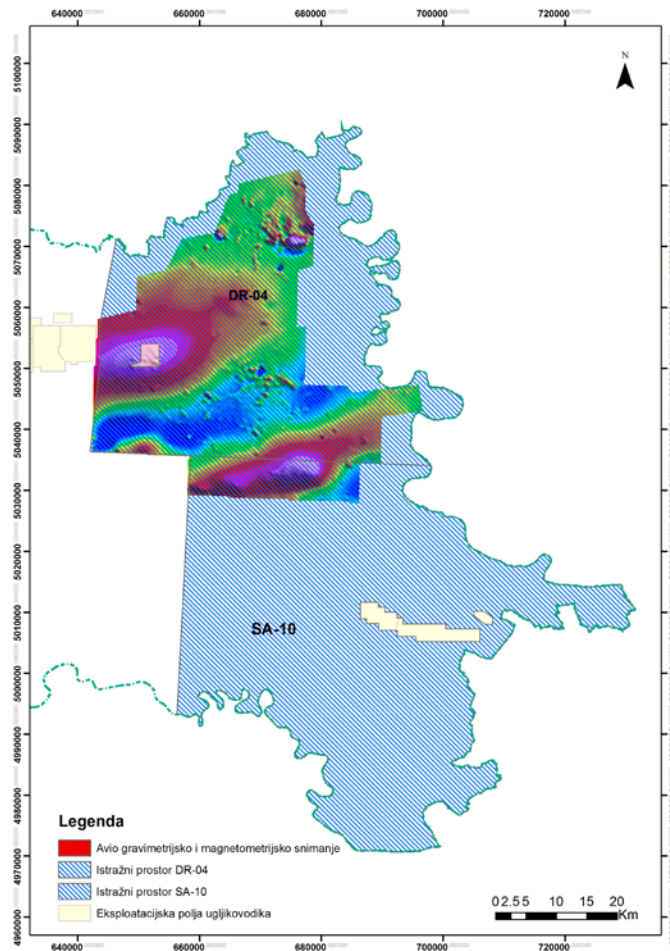 640000 660000 680000 700000 720000
N
5100000
5090000
5080000
5070000
5060000
5050000
5040000
5030000
5020000
5010000
5000000
4990000
4980000
4970000
4960000
DR-04
SA-10
Legenda
Avio gravimetrijsko i magnetometrijsko snimanje
Istražni prostor DR-04
Istražni prostor SA-10
Eksploatacijska polja ugljikovodika
0 2.5 5 10 15 20
Km
640000 660000 680000 700000 720000